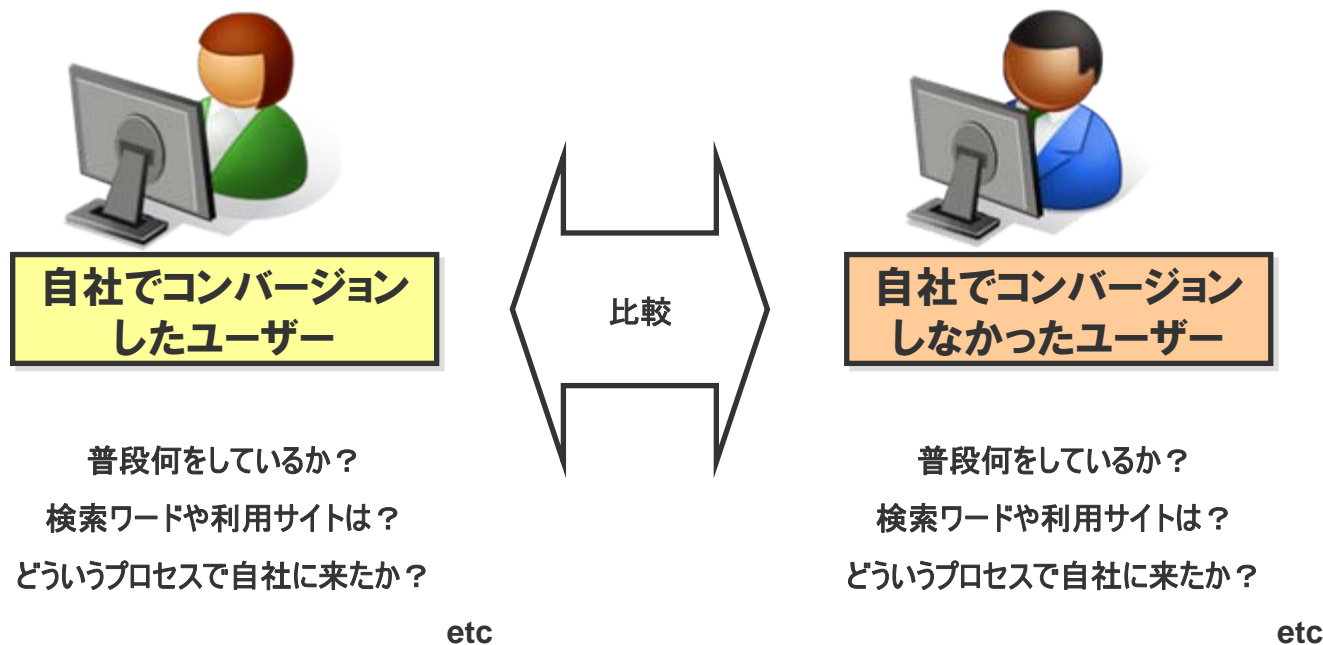 自社でコンバージョン
したユーザー
比較
自社でコンバージョン
しなかったユーザー
普段何をしているか？
検索ワードや利用サイトは？
どういうプロセスで自社に来たか？
etc
普段何をしているか？
検索ワードや利用サイトは？
どういうプロセスで自社に来たか？
etc